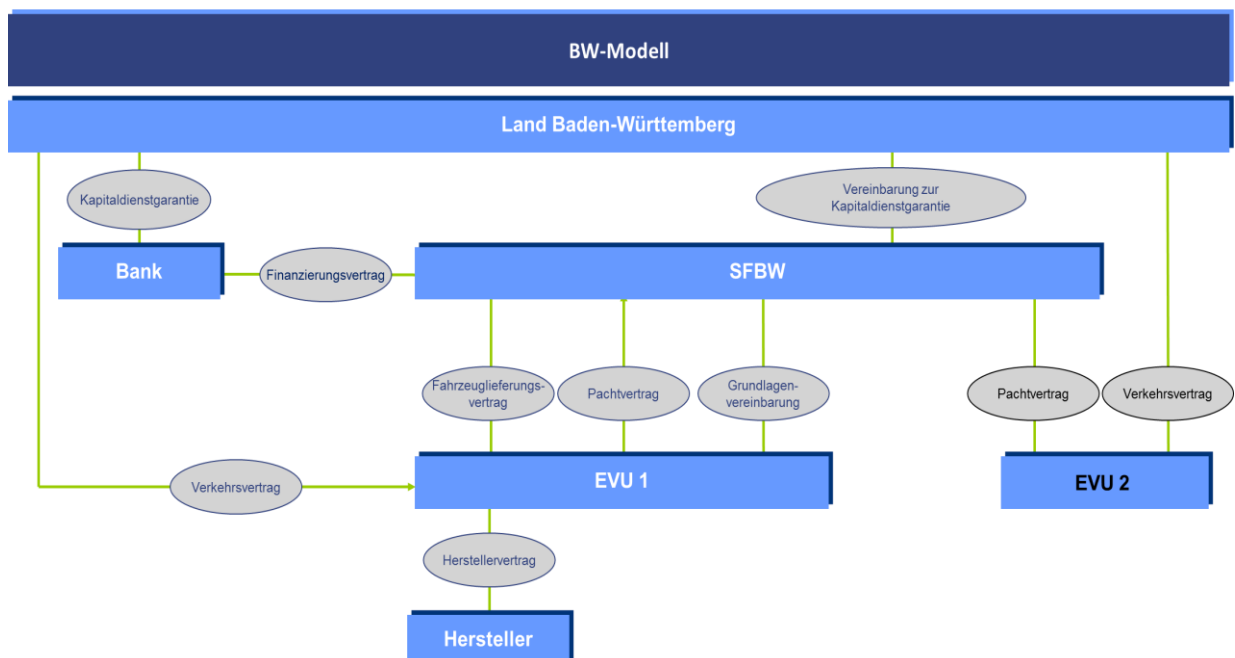 BW-Modell
Land Baden-Württemberg
Kapitaldienstgarantie
Vereinbarung zur
Kapitaldienstgarantie
Bank
Finanzierungsvertrag
SFBW
Fahrzeuglieferungs-
vertrag
Pachtvertrag
Grundlagen-
vereinbarung
Pachtvertrag
Verkehrsvertrag
Verkehrsvertrag
EVU 1
EVU 2
Herstellervertrag
Hersteller